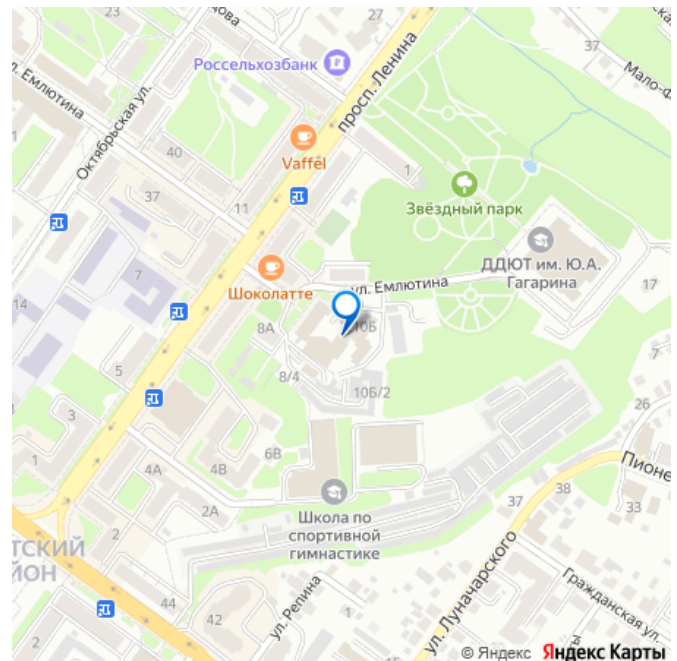 дова ул.
27
37
Россельхозбанк
просп. Ленина
Мало-ф
л. Емлютина
Октябрьская ул.
Vaffel
40
1
37
Звёздный парк
11
ДДЮТ им. Ю.А.
Гагарина
Шоколатте
ул. Емлютина
17
14
8А
10Б
5
7
8/4
10Б/2
26
3
6В
1
4А
4В
Пионе
2А
37
38
33
Школа по
спортивной
гимнастике
2
ТСКИЙ
ЙОН
ул. Луначарского
Гражданская ул.
44
42
ул. Репина
1
2
© Яндекс Яндекс Карты